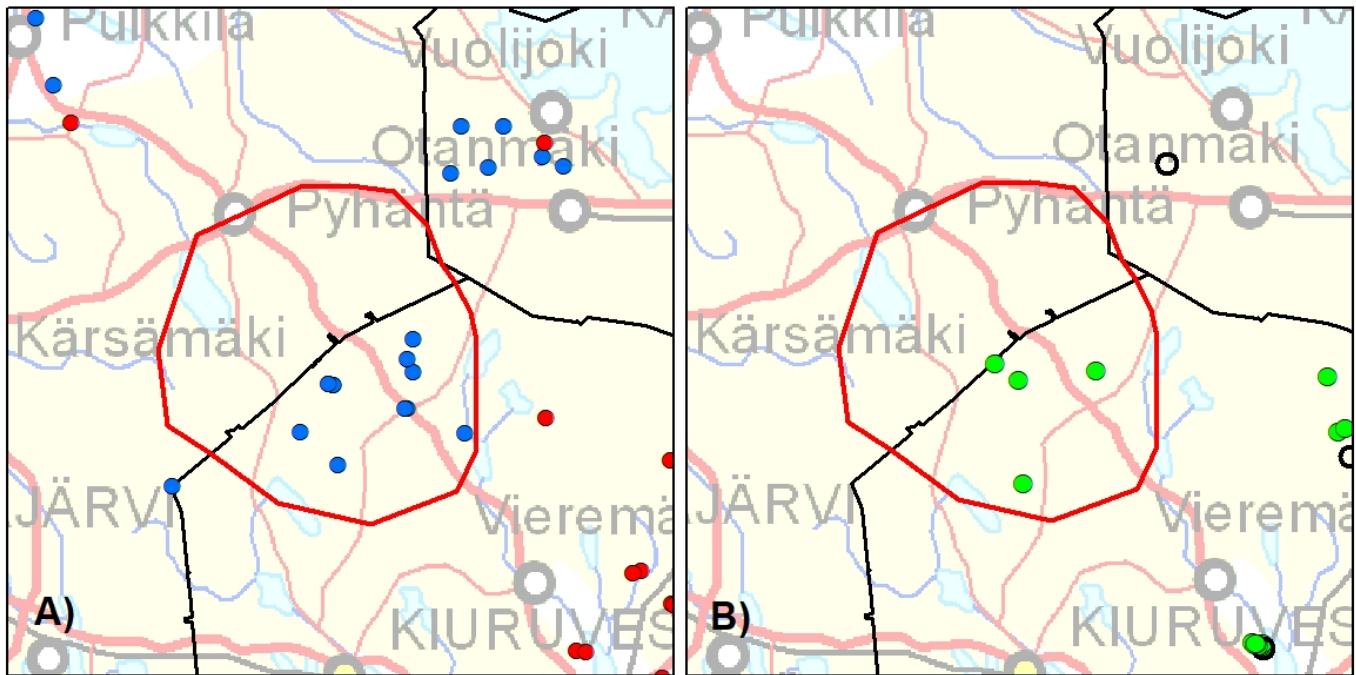 Pulkkila
Vuolijoki
Otanmäki
Pyhäntä
Kärsämäki
JÄRVI
Vieremä
KIURUVES
A)
Pulkkila
Vuolijoki
Otanmäki
Pyhäntä
Kärsämäki
JÄRVI
Vieremä
KIURUVES
B)